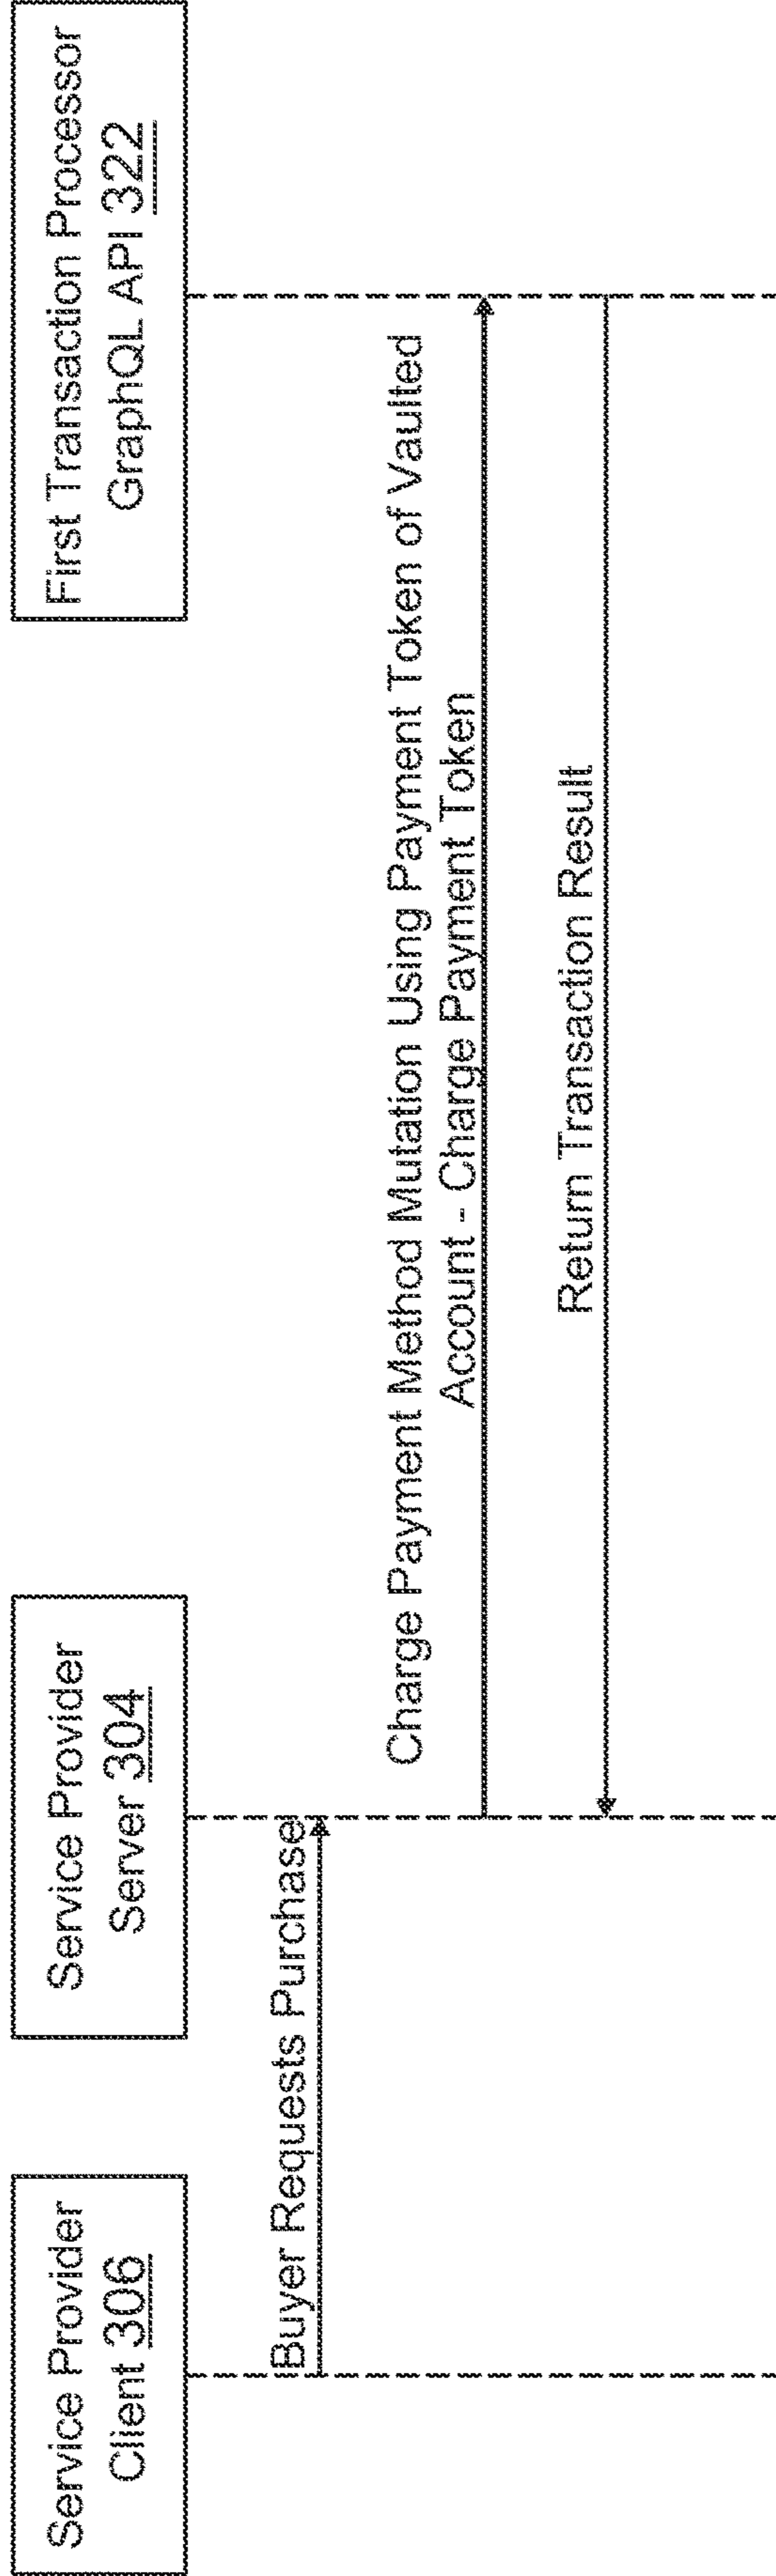 Service Provider
Client 306
Service Provider
Server 304
First Transaction Processor
GraphQL API 322
Buyer Requests Purchase
Charge Payment Method Mutation Using Payment Token of Vaulted
Account - Charge Payment Token
Return Transaction Result